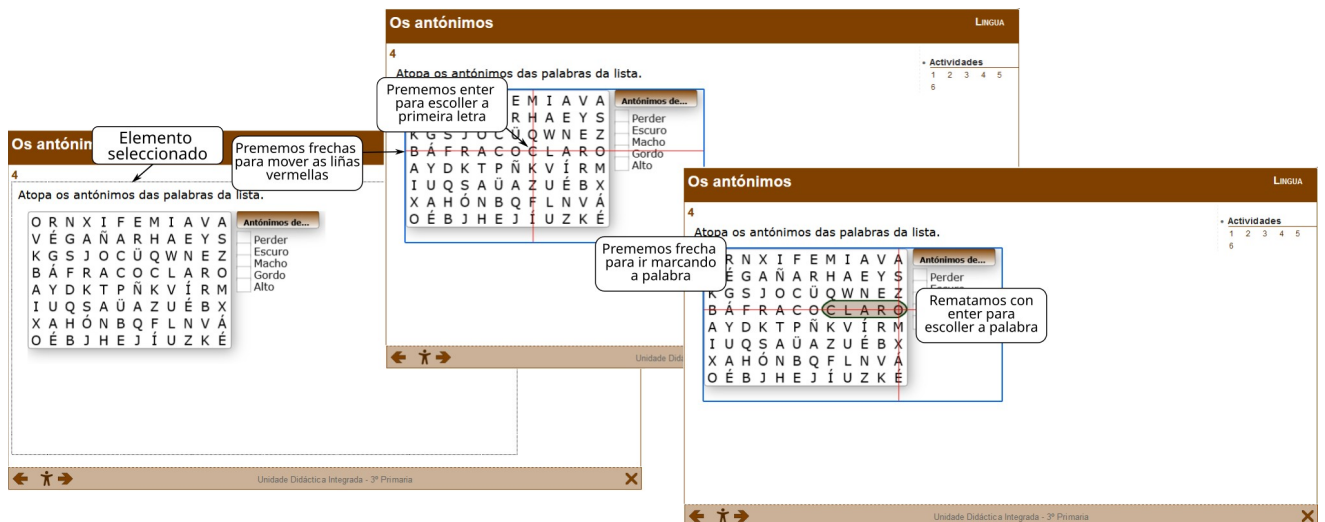 Os antónim
Elemento
seleccionado
4
Atopa os antónimos das palabras da lista.
O R N X I F E M I A V A
V É G A Ñ A R H A E Y S
K G S J O C Ü Q W N E Z
B Á F R A C O C L A R O
A Y D K T P Ñ K V Í R M
I U Q S A Ü A Z U É B X
X A H Ó N B Q F L N V Á
O É B J H E J Í U Z K É
Antónimos de...
Perder
Escuro
Macho
Gordo
Alto
Unidade Didáctica Integrada - 3º Primaria
Os antónimos
LINGUA
4
Atopa os antónimos das palabras da lista.
Actividades
1 2 3 4 5
6
Prememos enter
para escoller a
primeira letra
Prememos frechas
para mover as liñas
vermellas
E M I A V A
R H A E Y S
K G S J O C Ü Q W N E Z
B Á F R A C O C L A R O
A Y D K T P Ñ K V Í R M
I U Q S A Ü A Z U É B X
X A H Ó N B Q F L N V Á
O É B J H E J Í U Z K É
Antónimos de...
Perder
Escuro
Macho
Gordo
Alto
Unidade Didi
Os antónimos
LINGUA
4
Atopa os antónimos das palabras da lista.
Actividades
1 2 3 4 5
6
Prememos frecha
para ir marcando
a palabra
R N X I F E M I A V A
É G A Ñ A R H A E Y S
K G S J O C Ü Q W N E Z
B Á F R A C O C L A R O
A Y D K T P Ñ K V Í R M
I U Q S A Ü A Z U É B X
X A H Ó N B Q F L N V Á
O É B J H E J Í U Z K É
Antónimos de...
Perder
Rematamos con
enter para
escoller a palabra
Unidade Didáctica Integrada - 3º Primaria